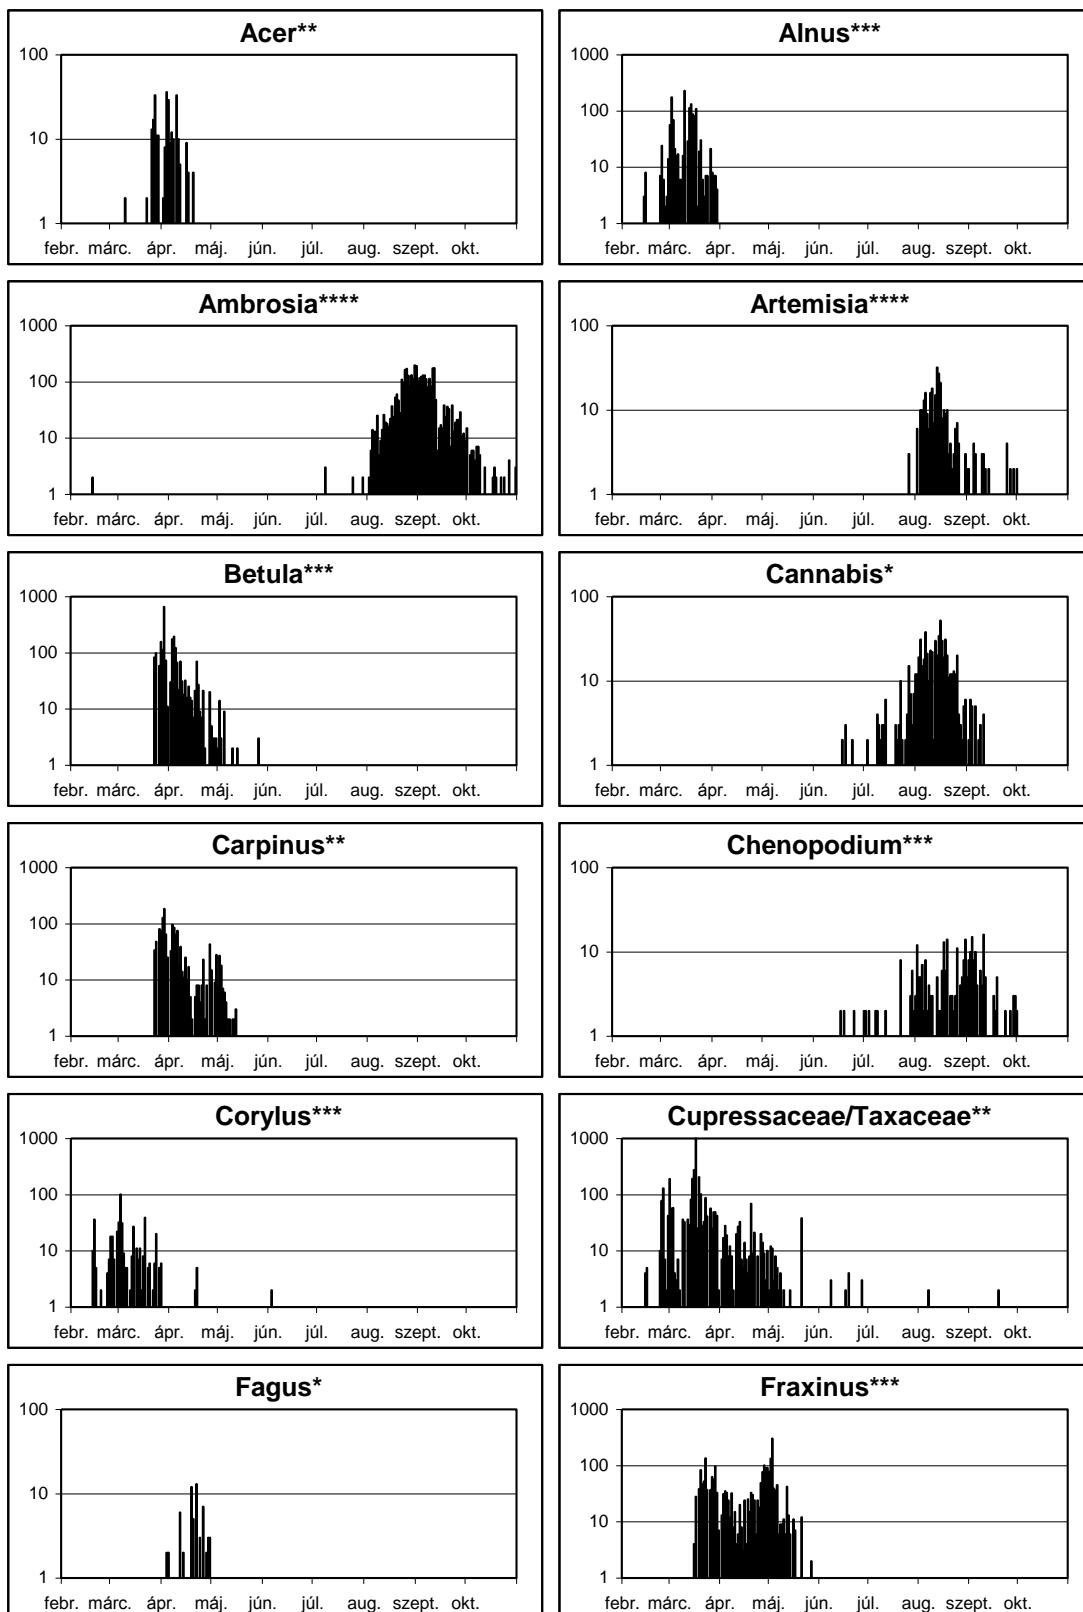 Acer**
100
10
1
febr. márc. ápr. máj. jún. júl. aug. szept. okt.
Alnus***
1000
100
10
1
febr. márc. ápr. máj. jún. júl. aug. szept. okt.
Ambrosia****
1000
100
10
1
febr. márc. ápr. máj. jún. júl. aug. szept. okt.
Artemisia****
100
10
1
febr. márc. ápr. máj. jún. júl. aug. szept. okt.
Betula***
1000
100
10
1
febr. márc. ápr. máj. jún. júl. aug. szept. okt.
Cannabis*
100
10
1
febr. márc. ápr. máj. jún. júl. aug. szept. okt.
Carpinus**
1000
100
10
1
febr. márc. ápr. máj. jún. júl. aug. szept. okt.
Chenopodium***
100
10
1
febr. márc. ápr. máj. jún. júl. aug. szept. okt.
Corylus***
1000
100
10
1
febr. márc. ápr. máj. jún. júl. aug. szept. okt.
Cupressaceae/Taxaceae**
1000
100
10
1
febr. márc. ápr. máj. jún. júl. aug. szept. okt.
Fagus*
100
10
1
febr. márc. ápr. máj. jún. júl. aug. szept. okt.
Fraxinus***
1000
100
10
1
febr. márc. ápr. máj. jún. júl. aug. szept. okt.